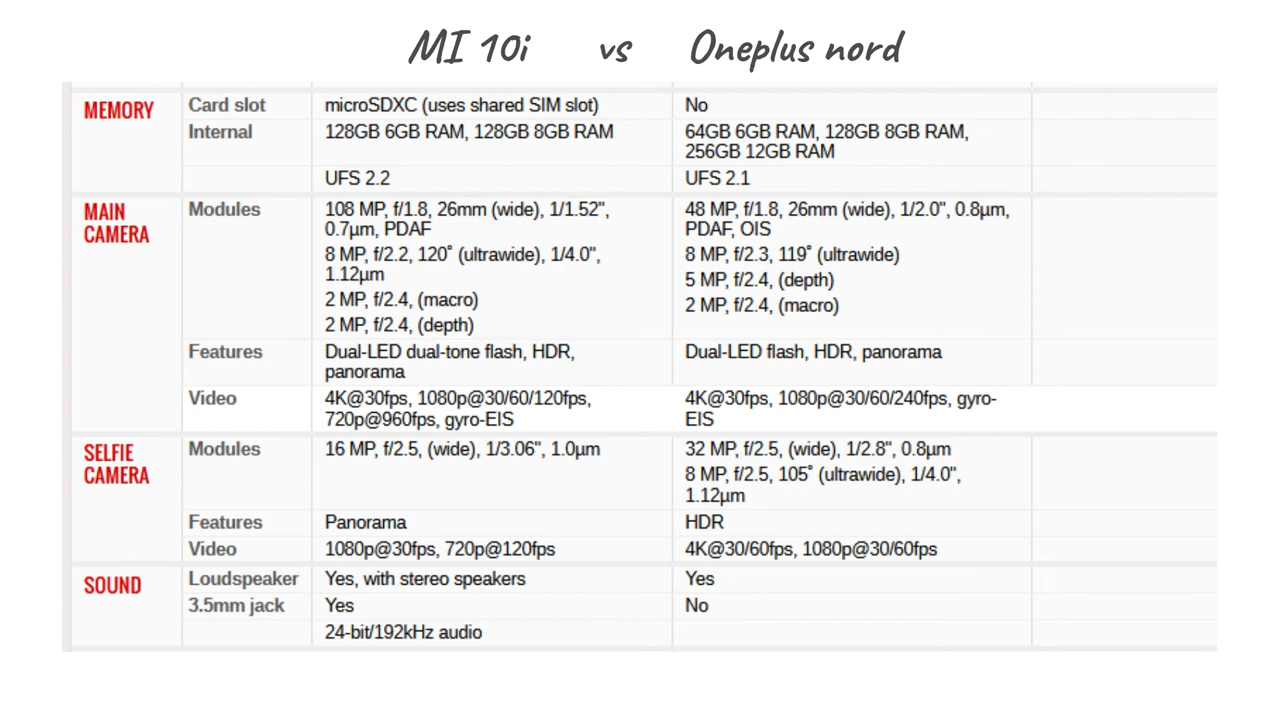 MI 10i vs Oneplus nord
MEMORY Card slot microSDXC (uses shared SIM slot) No
Internal 128GB 6GB RAM, 128GB 8GB RAM 64GB 6GB RAM, 128GB 8GB RAM,
256GB 12GB RAM
UFS 2.2 UFS 2.1
MAIN Modules 108 MP, f/1.8, 26mm (wide), 1/1.52", 48 MP, f/1.8, 26mm (wide), 1/2.0", 0.8µm,
CAMERA 0.7µm, PDAF PDAF, OIS
8 MP, f/2.2, 120˚ (ultrawide), 1/4.0", 8 MP, f/2.3, 119˚ (ultrawide)
1.12µm 5 MP, f/2.4, (depth)
2 MP, f/2.4, (macro) 2 MP, f/2.4, (macro)
2 MP, f/2.4, (depth)
Features Dual-LED dual-tone flash, HDR, Dual-LED flash, HDR, panorama
panorama
Video 4K@30fps, 1080p@30/60/120fps, 4K@30fps, 1080p@30/60/240fps, gyro-
720p@960fps, gyro-EIS EIS
SELFIE Modules 16 MP, f/2.5, (wide), 1/3.06", 1.0µm 32 MP, f/2.5, (wide), 1/2.8", 0.8µm
CAMERA 8 MP, f/2.5, 105˚ (ultrawide), 1/4.0",
1.12µm
Features Panorama HDR
Video 1080p@30fps, 720p@120fps 4K@30/60fps, 1080p@30/60fps
SOUND Loudspeaker Yes, with stereo speakers Yes
3.5mm jack Yes No
24-bit/192kHz audio